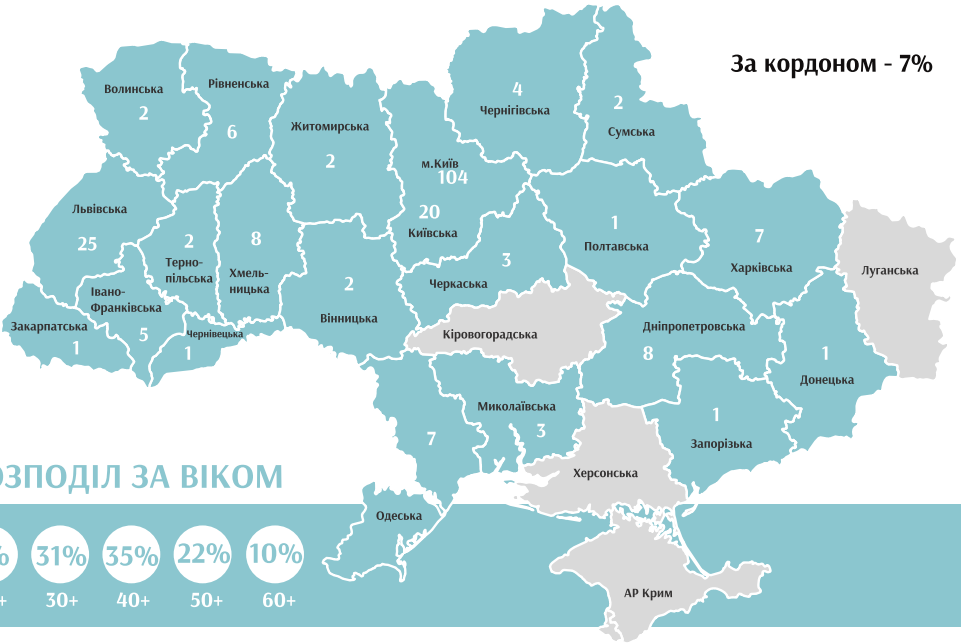 За кордоном - 7%
Волинська
2
Рівненська
6
Житомирська
2
м.Київ
104
20
Київська
4
Чернігівська
2
Сумська
Львівська
25
2
Терно-
пільська
8
Хмель-
ницька
2
Вінницька
3
Черкаська
1
Полтавська
7
Харківська
Луганська
Івано-
Франківська
5
Закарпатська
1
Чернівецька
1
Кіровоградська
Дніпропетровська
8
1
Донецька
Миколаївська
3
7
1
Запорізька
Херсонська
Одеська
АР Крим
ОЗПОДІЛ ЗА ВІКОМ
% 31% 35% 22% 10%
+ 30+ 40+ 50+ 60+